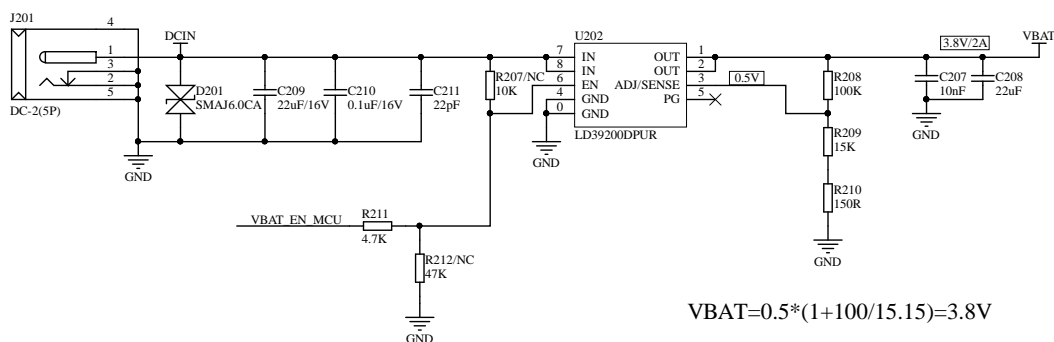 J201
4
1
3
2
5
DC-2(5P)
DCIN
D201
SMAJ6.0CA
C209
22uF/16V
C210
0.1uF/16V
C211
22pF
GND
R207/NC
10K
U202
7
8
6
4
0
IN
IN
EN
GND
GND
OUT
OUT
ADJ/SENSE
PG
1
2
3
5
LD39200DPUR
GND
0.5V
R208
100K
R209
15K
R210
150R
GND
3.8V/2A
VBAT
C207
10nF
C208
22uF
GND
VBAT_EN_MCU
R211
4.7K
R212/NC
47K
GND
VBAT=0.5*(1+100/15.15)=3.8V